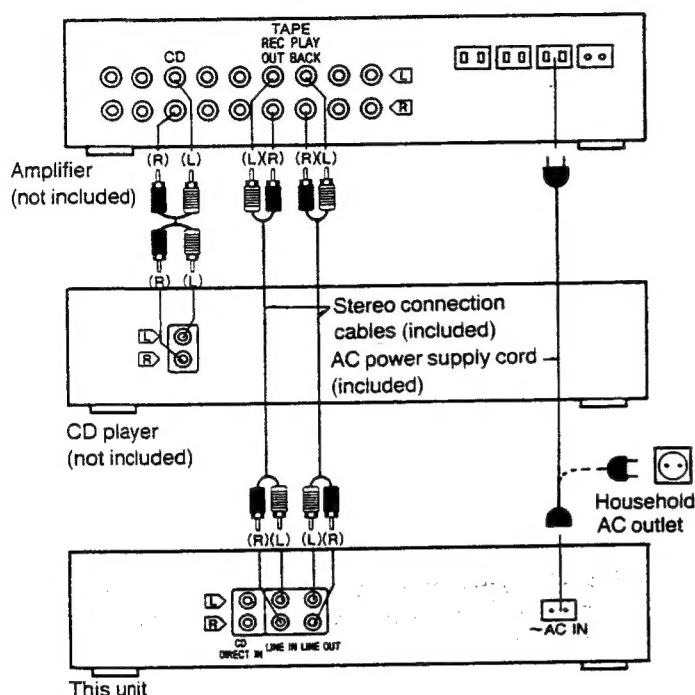 TAPE
REC PLAY
CD OUT BACK
L
R
(R) (L) (L)(R) (R)(L)
Amplifier
(not included)
(R) (L)
Stereo connection
cables (included)
L
R
AC power supply cord
(included)
CD player
(not included)
Household
AC outlet
(R)(L) (L)(R)
L
R
CD
DIRECT IN LINE IN LINE OUT
~AC IN
This unit